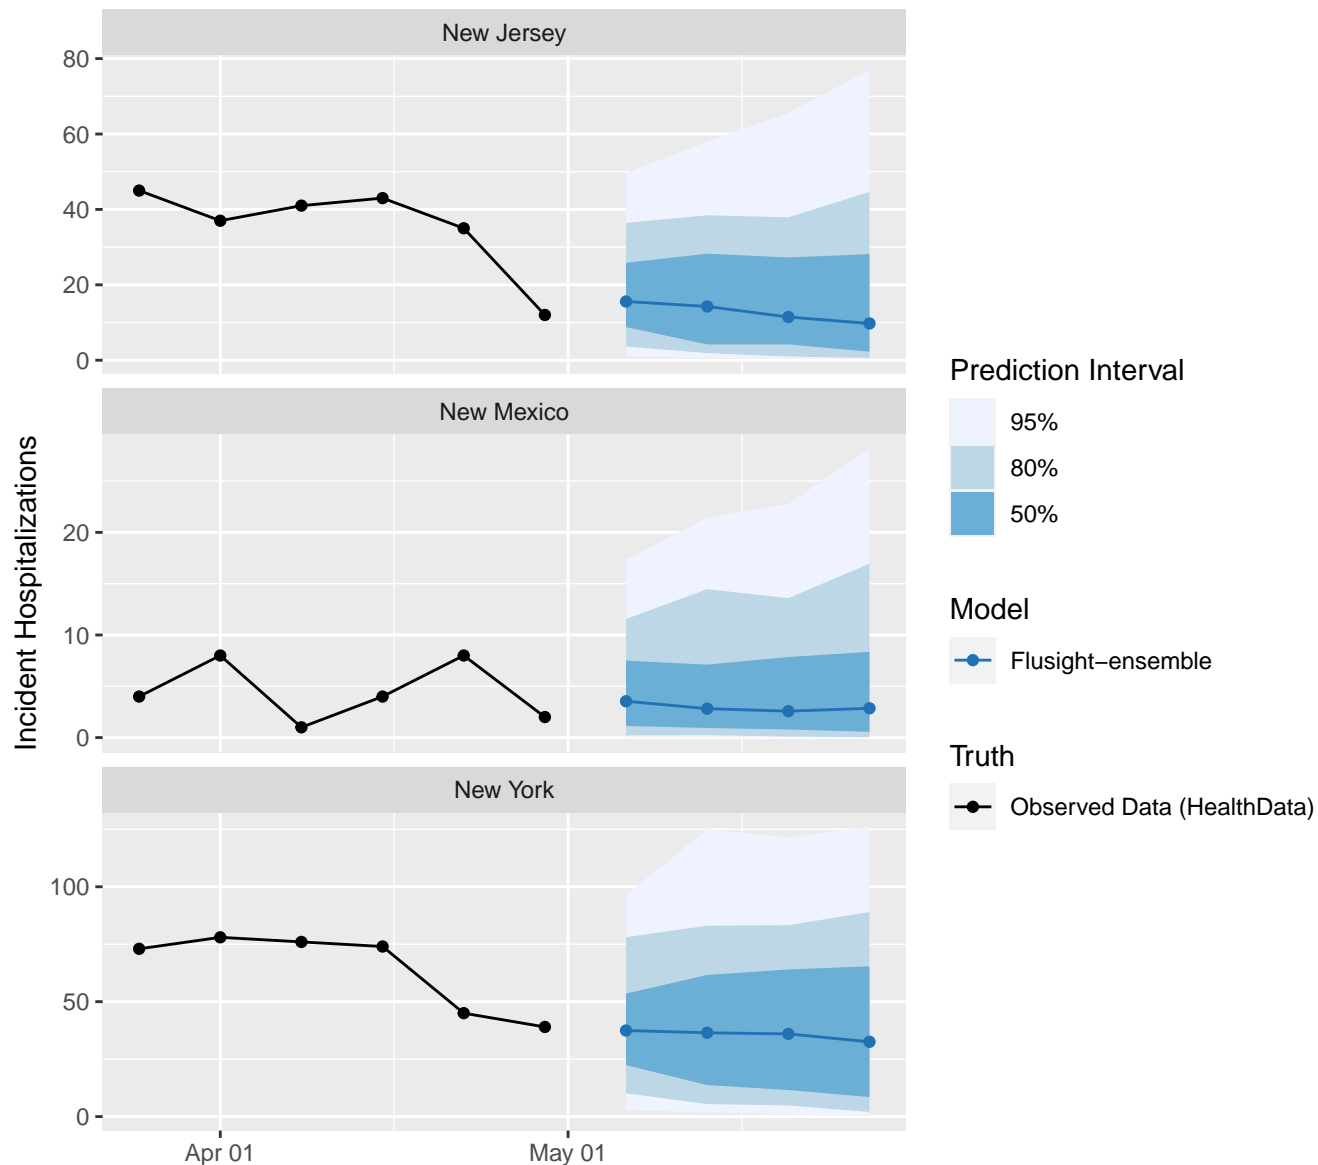 New Jersey
80
60
40
20
0
New Mexico
20
10
0
New York
100
50
0
Apr 01
May 01
Incident Hospitalizations
Prediction Interval
95%
80%
50%
Model
Flusight−ensemble
Truth
Observed Data (HealthData)